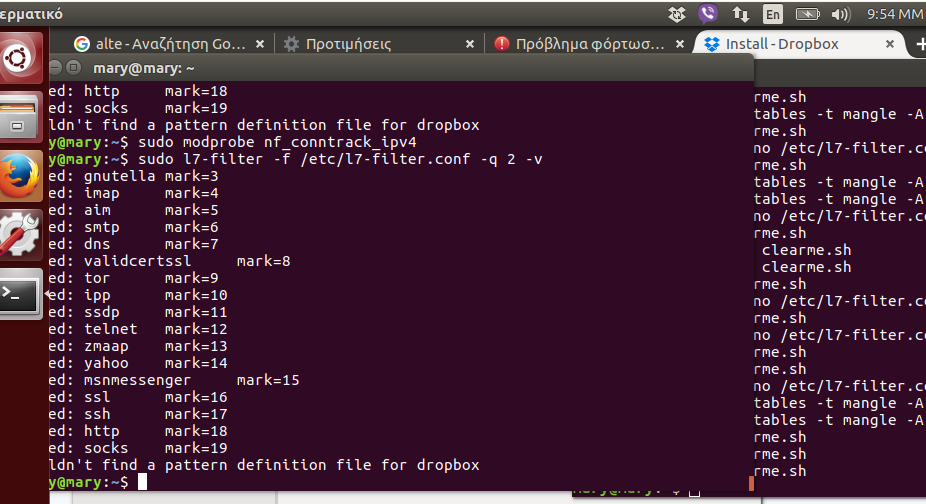 ερματικό
En
9:54 ΜΜ
alte - Αναζήτηση Go... ×
Προτιμήσεις ×
Πρόβλημα φόρτωσ... ×
Install - Dropbox ×
mary@mary: ~
ed: http mark=18
ed: socks mark=19
ldn't find a pattern definition file for dropbox
y@mary:~$ sudo modprobe nf_conntrack_ipv4
y@mary:~$ sudo l7-filter -f /etc/l7-filter.conf -q 2 -v
ed: gnutella mark=3
ed: imap mark=4
ed: aim mark=5
ed: smtp mark=6
ed: dns mark=7
ed: validcertssl mark=8
ed: tor mark=9
ed: ipp mark=10
ed: ssdp mark=11
ed: telnet mark=12
ed: zmaap mark=13
ed: yahoo mark=14
ed: msnmessenger mark=15
ed: ssl mark=16
ed: ssh mark=17
ed: http mark=18
ed: socks mark=19
ldn't find a pattern definition file for dropbox
y@mary:~$
rme.sh
tables -t mangle -A
rme.sh
no /etc/l7-filter.co
rme.sh
tables -t mangle -A
tables -t mangle -A
no /etc/l7-filter.co
rme.sh
clearme.sh
clearme.sh
rme.sh
no /etc/l7-filter.co
rme.sh
no /etc/l7-filter.co
rme.sh
rme.sh
no /etc/l7-filter.co
tables -t mangle -A
tables -t mangle -A
rme.sh
rme.sh
rme.sh